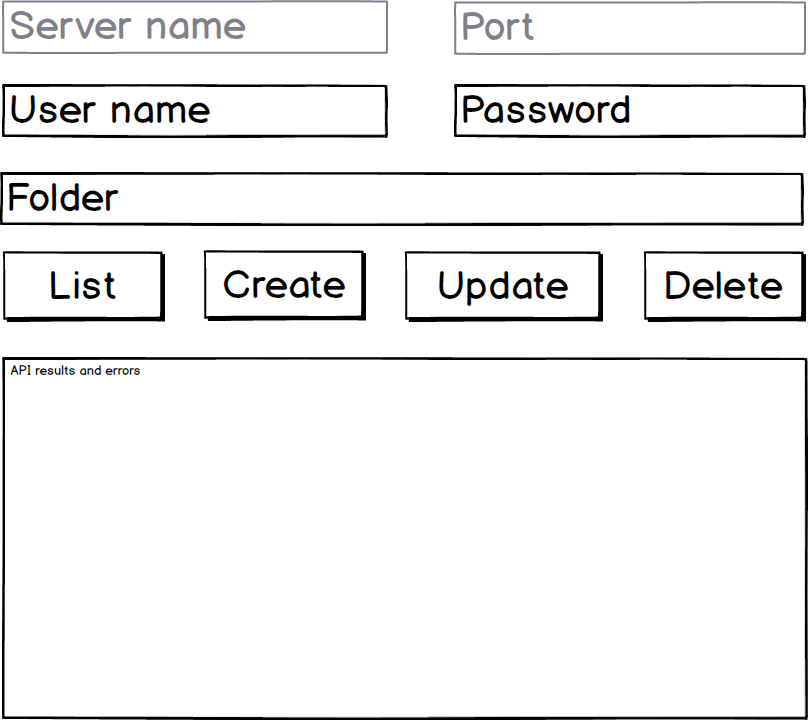 Server name
Port
User name
Password
Folder
List
Create
Update
Delete
API results and errors